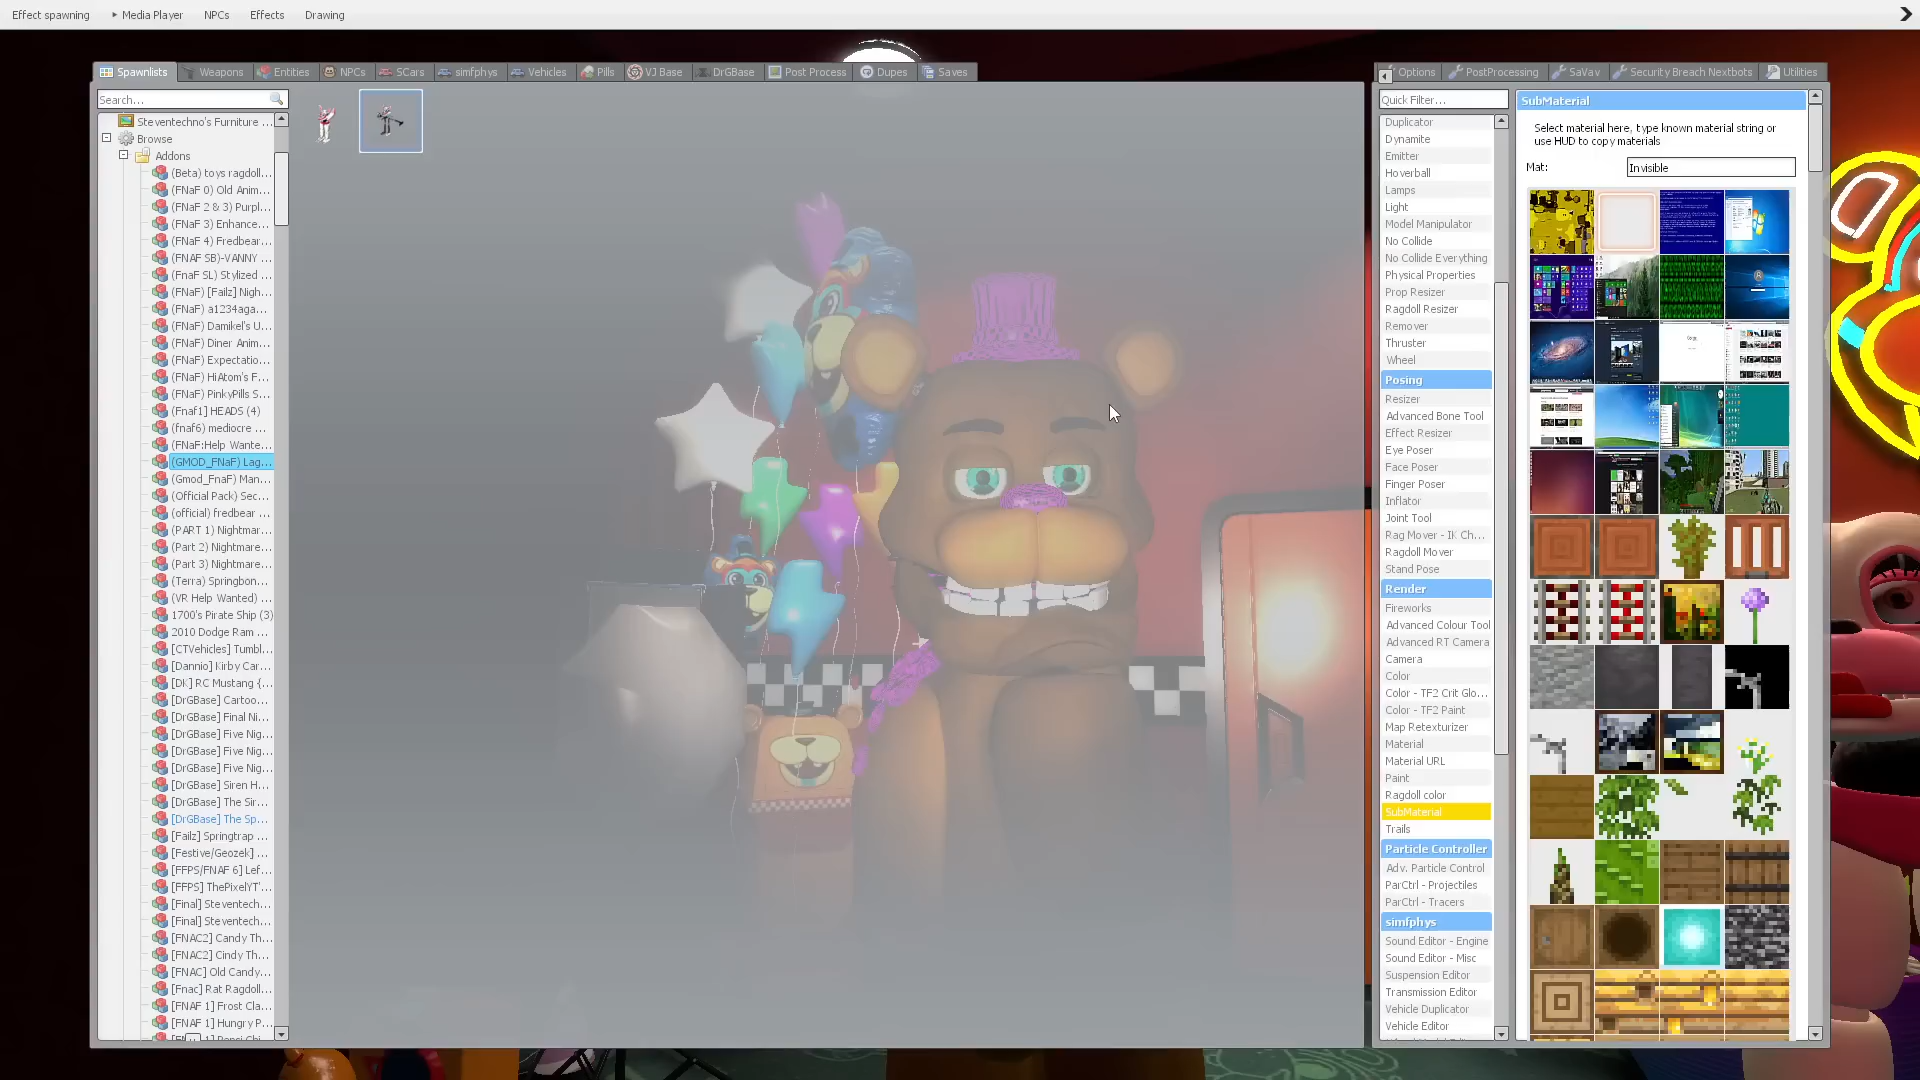 Effect spawning
Media Player
NPCs
Effects
Drawing
Spawnlists
Weapons
Entities
NPCs
SCars
simfphys
Vehicles
Pills
VJ Base
DrGBase
Post Process
Dupes
Saves
Search...
Steventechno's Furniture ...
Browse
Addons
(Beta) toys ragdoll...
(FNaF 0) Old Anim...
(FNaF 2 & 3) Purpl...
(FNaF 3) Enhance...
(FNaF 4) Fredbear...
(FNAF SB)-VANNY ...
(FnaF SL) Stylized ...
(FNaF) [Failz] Nigh...
(FNaF) a1234aga...
(FNaF) Damikel's U...
(FNaF) Diner Anim...
(FNaF) Expectatio...
(FNaF) HiAtom's F...
(FNaF) PinkyPills S...
(Fnaf1] HEADS (4)
(fnaf6) mediocre ...
(FNaF:Help Wante...
(GMOD_FNaF) Lag...
(Gmod_FnaF) Man...
(Official Pack) Sec...
(official) fredbear ...
(PART 1) Nightmar...
(Part 2) Nightmare...
(Part 3) Nightmare...
(Terra) Springbon...
(VR Help Wanted) ...
1700's Pirate Ship (3)
2010 Dodge Ram ...
[CTVehicles] Tumbl...
[Dannio] Kirby Car...
[DK] RC Mustang {...
[DrGBase] Cartoo...
[DrGBase] Final Ni...
[DrGBase] Five Nig...
[DrGBase] Five Nig...
[DrGBase] Five Nig...
[DrGBase] Siren H...
[DrGBase] The Sir...
[DrGBase] The Sp...
[Failz] Springtrap ...
[Festive/Geozek] ...
[FFPS/FNAF 6] Lef...
[FFPS] ThePixelYT'...
[Final] Steventech...
[Final] Steventech...
[FNAC2] Candy Th...
[FNAC2] Cindy Th...
[FNAC] Old Candy...
[Fnac] Rat Ragdoll...
[FNAF 1] Frost Cla...
[FNAF 1] Hungry P...
Options
PostProcessing
SaVav
Security Breach Nextbots
Utilities
Quick Filter...
Duplicator
Dynamite
Emitter
Hoverball
Lamps
Light
Model Manipulator
No Collide
No Collide Everything
Physical Properties
Prop Resizer
Ragdoll Resizer
Remover
Thruster
Wheel
Posing
Resizer
Advanced Bone Tool
Effect Resizer
Eye Poser
Face Poser
Finger Poser
Inflator
Joint Tool
Rag Mover - IK Ch...
Ragdoll Mover
Stand Pose
Render
Fireworks
Advanced Colour Tool
Advanced RT Camera
Camera
Color
Color - TF2 Crit Glo...
Color - TF2 Paint
Map Retexturizer
Material
Material URL
Paint
Ragdoll color
SubMaterial
Trails
Particle Controller
Adv. Particle Control
ParCtrl - Projectiles
ParCtrl - Tracers
simfphys
Sound Editor - Engine
Sound Editor - Misc
Suspension Editor
Transmission Editor
Vehicle Duplicator
Vehicle Editor
SubMaterial
Select material here, type known material string or
use HUD to copy materials
Mat:
Invisible